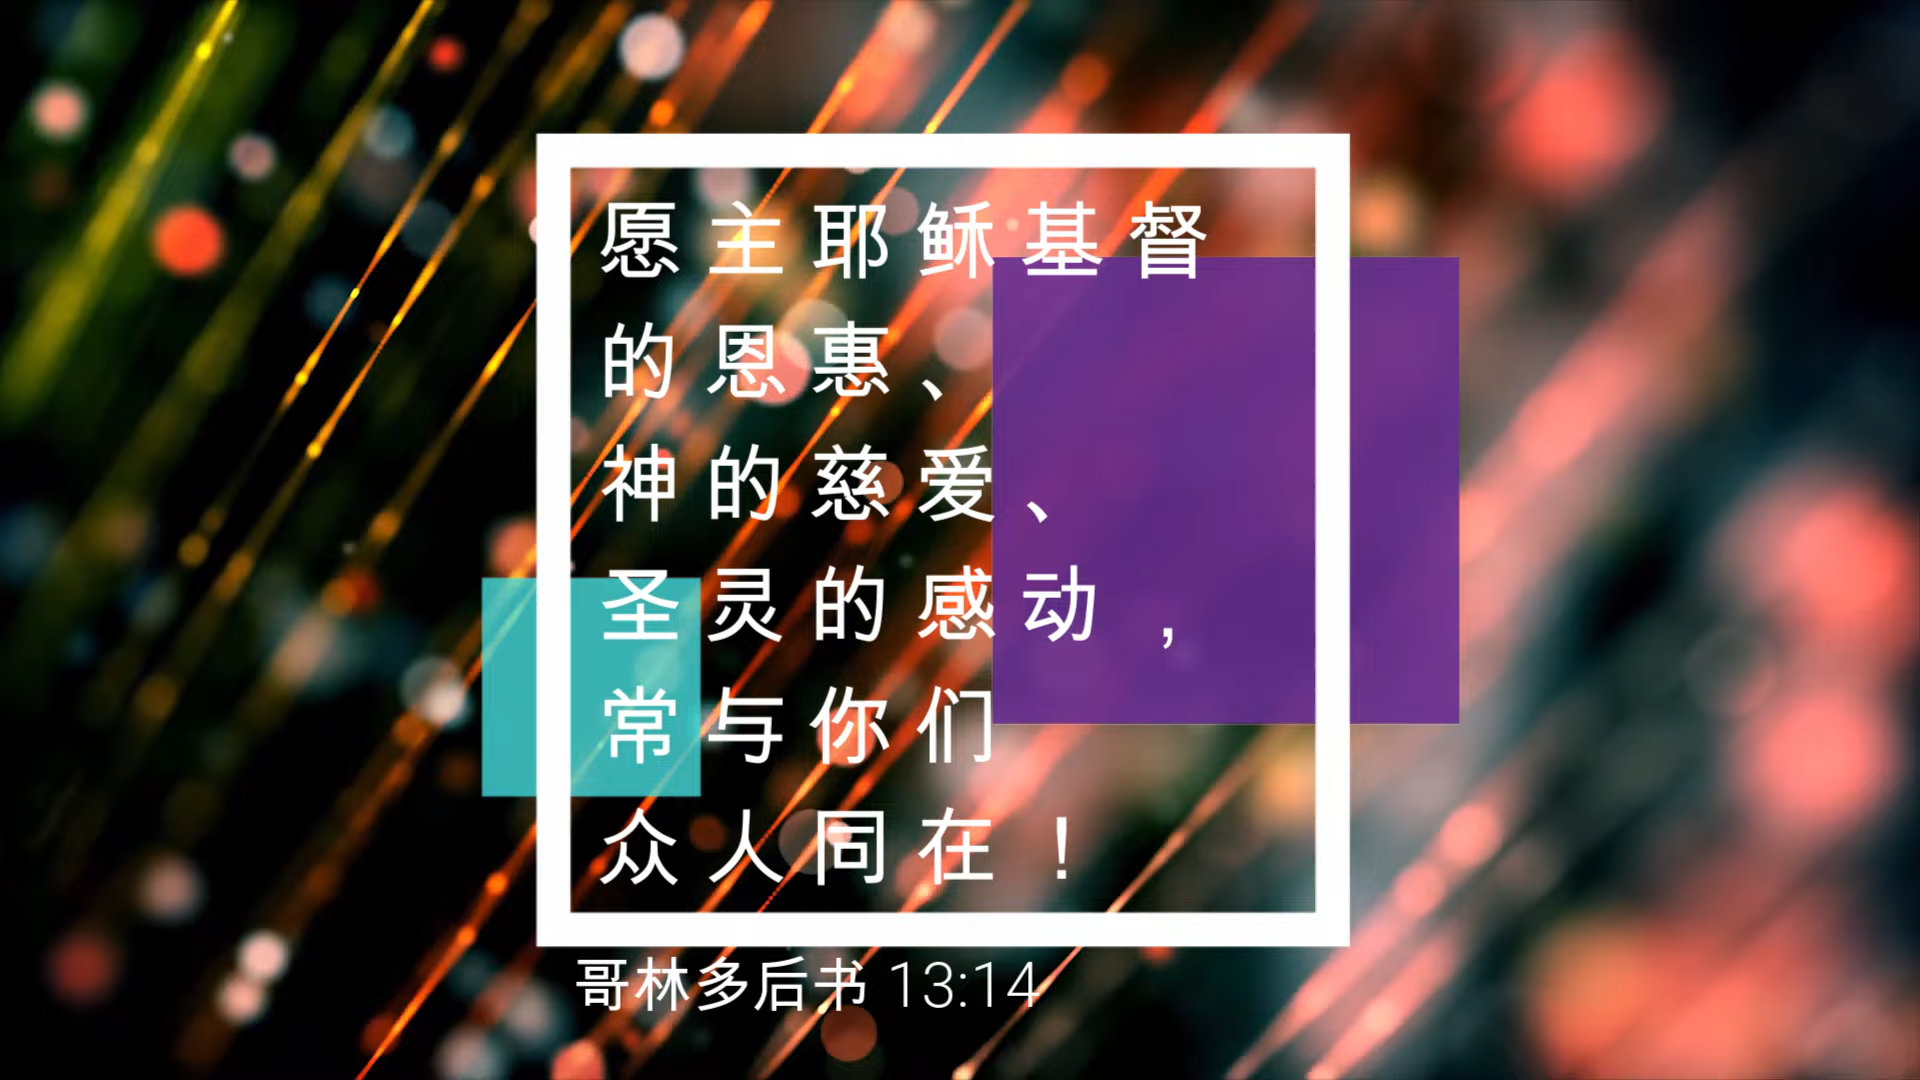 愿主耶稣基督
的恩惠、
神的慈爱、
圣灵的感动，
常与你们
众人同在！
哥林多后书 13:14